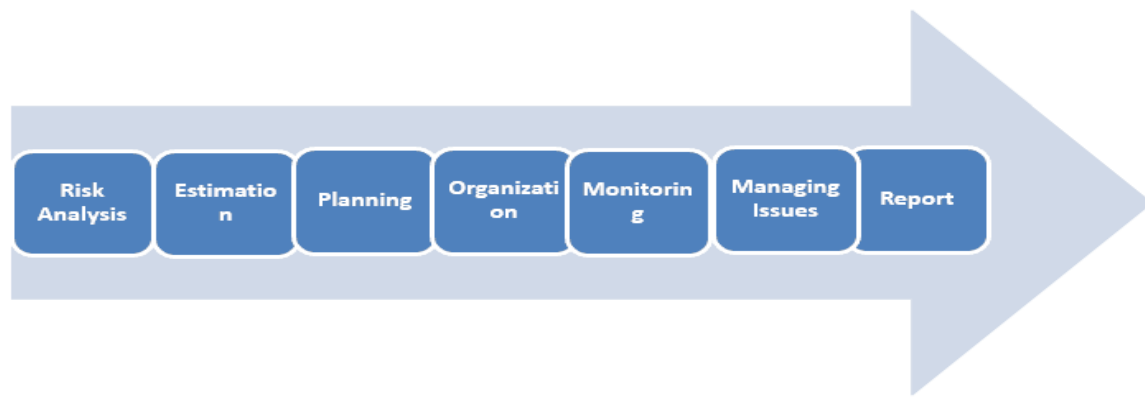 Risk
Analysis
Estimatio
n
Planning
Organizati
on
Monitorin
g
Managing
Issues
Report